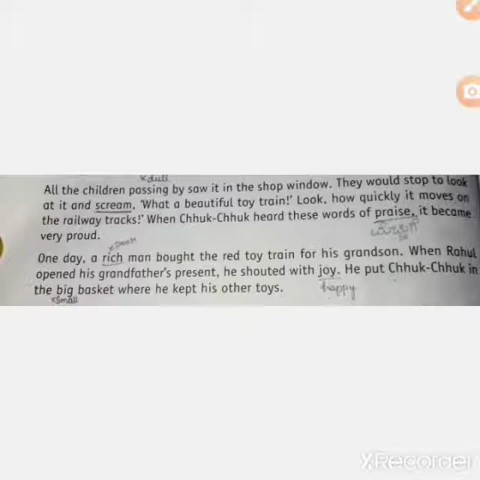 ×dull
All the children passing by saw it in the shop window. They would stop to look
at it and scream, 'What a beautiful toy train!' Look, how quickly it moves on
the railway tracks!' When Chhuk-Chhuk heard these words of praise, it became
very proud.
×poor
One day, a rich man bought the red toy train for his grandson. When Rahul
opened his grandfather's present, he shouted with joy. He put Chhuk-Chhuk in
the big basket where he kept his other toys.
×small
happy
XRecorder